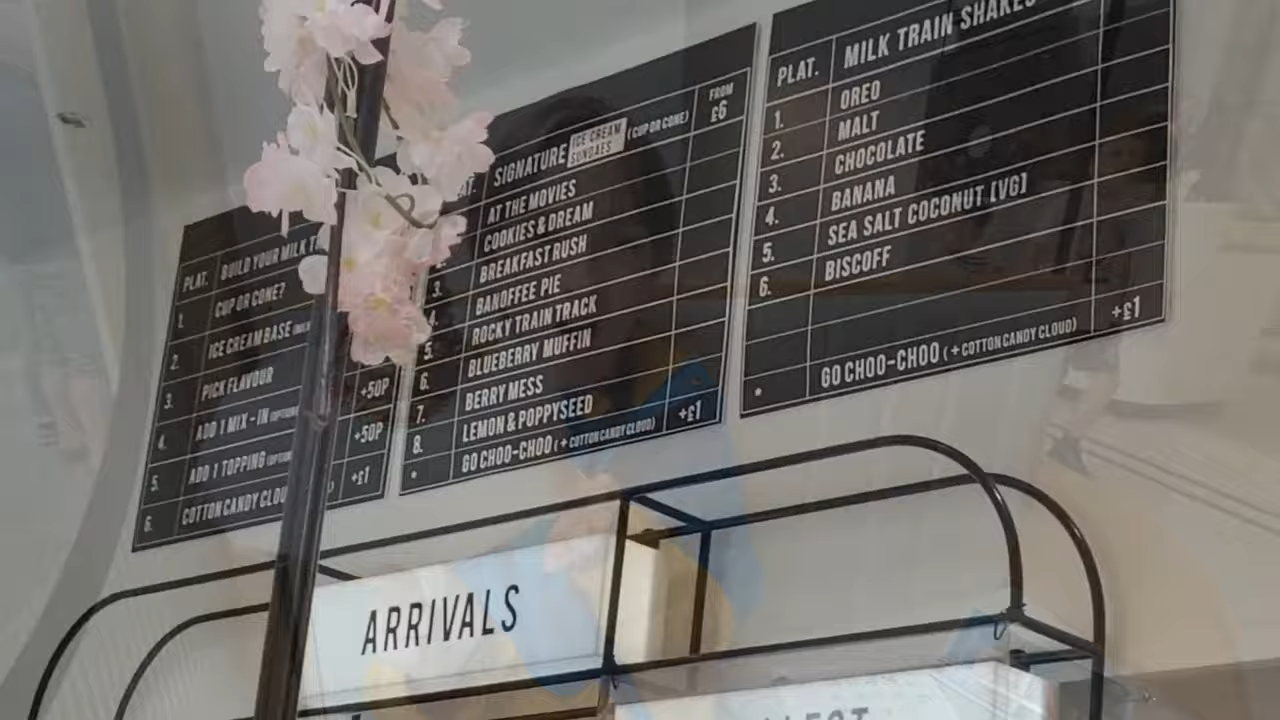 PLAT. BUILD YOUR MILK
1. CUP OR CONE?
2. ICE CREAM BASE
3. PICK FLAVOUR
4. ADD 1 MIX-IN +50P
5. ADD 1 TOPPING +50P
6. COTTON CANDY +£1
SIGNATURE ICE CREAM SUNDAES (CUP OR CONE) FROM £6
AT THE MOVIES
COOKIES & DREAM
3. BREAKFAST RUSH
BANOFFEE PIE
5. ROCKY TRAIN TRACK
6. BLUEBERRY MUFFIN
7. BERRY MESS
8. LEMON & POPPYSEED
* GO CHOO-CHOO (+ COTTON CANDY CLOUD) +£1
PLAT. MILK TRAIN SHAKES
1. OREO
2. MALT
3. CHOCOLATE
4. BANANA
5. SEA SALT COCONUT [VG]
6. BISCOFF
* GO CHOO-CHOO (+ COTTON CANDY CLOUD) +£1
ARRIVALS